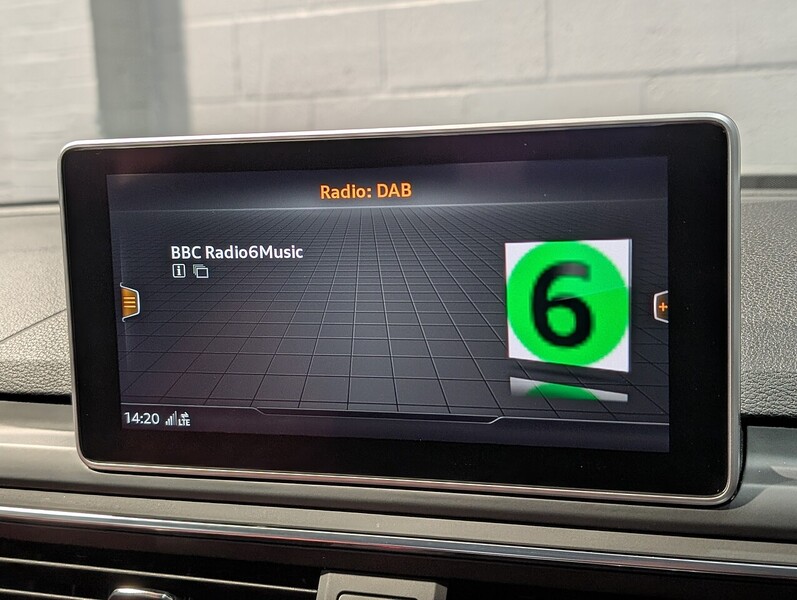 Radio: DAB
BBC Radio6Music
i
6
14:20 LTE